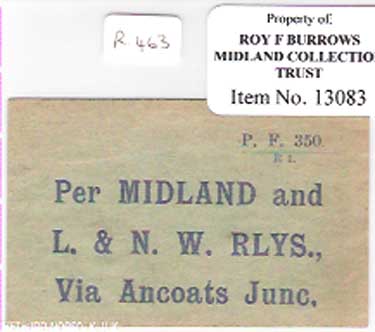 R 463
Property of:
ROY F BURROWS
MIDLAND COLLECTION
TRUST
Item No. 13083
P. F. 350
R 1.
Per MIDLAND and
L. & N. W. RLYS.,
Via Ancoats Junc.